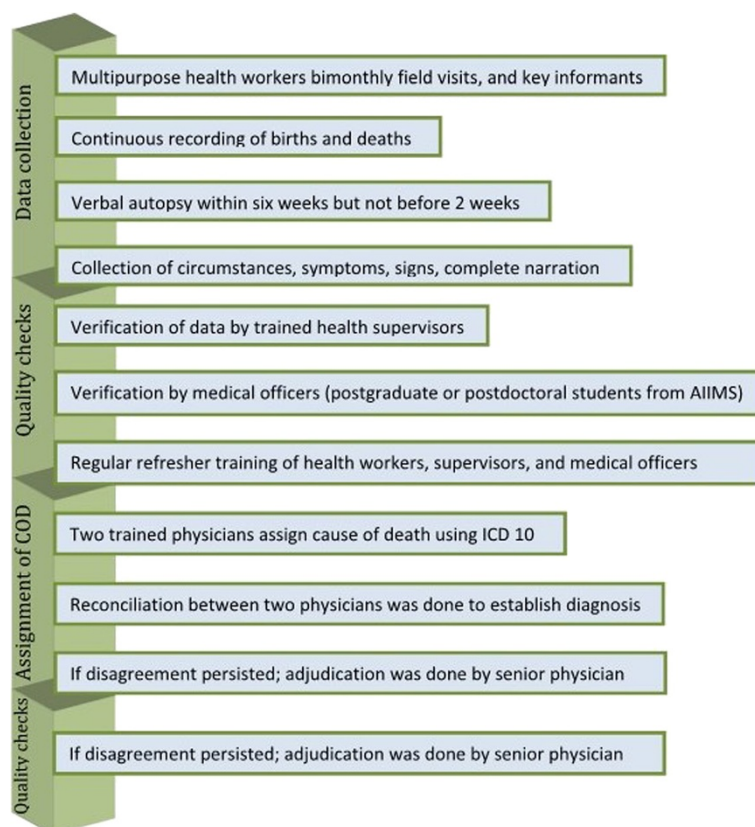 Data collection
Multipurpose health workers bimonthly field visits, and key informants
Continuous recording of births and deaths
Verbal autopsy within six weeks but not before 2 weeks
Collection of circumstances, symptoms, signs, complete narration
Quality checks
Verification of data by trained health supervisors
Verification by medical officers (postgraduate or postdoctoral students from AIIMS)
Regular refresher training of health workers, supervisors, and medical officers
Assignment of COD
Two trained physicians assign cause of death using ICD 10
Reconciliation between two physicians was done to establish diagnosis
If disagreement persisted; adjudication was done by senior physician
Quality checks
If disagreement persisted; adjudication was done by senior physician